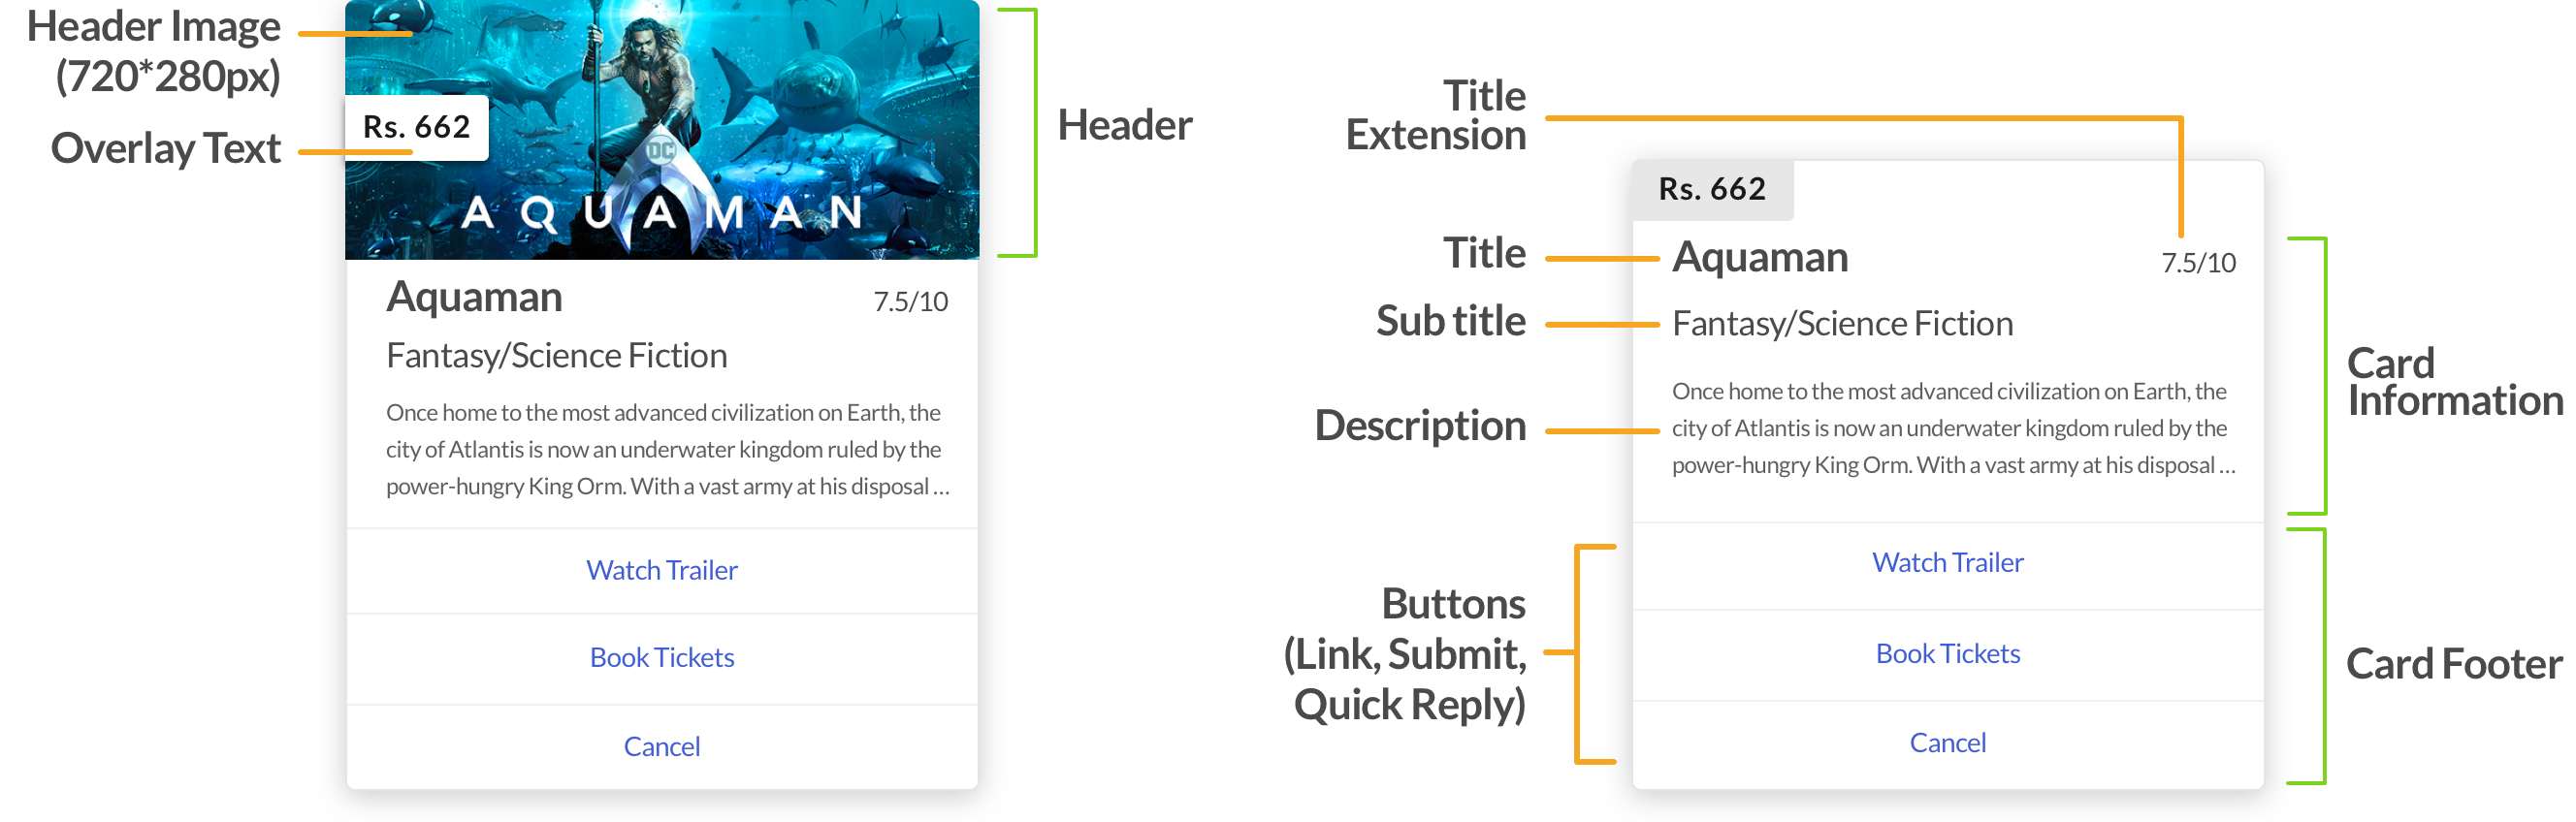 Header Image
(720*280px)
Overlay Text
Rs. 662
DC
AQUAMAN
Header
Aquaman
7.5/10
Fantasy/Science Fiction
Once home to the most advanced civilization on Earth, the
city of Atlantis is now an underwater kingdom ruled by the
power-hungry King Orm. With a vast army at his disposal ...
Watch Trailer
Book Tickets
Cancel
Title
Extension
Title
Sub title
Description
Buttons
(Link, Submit,
Quick Reply)
Rs. 662
Aquaman
7.5/10
Fantasy/Science Fiction
Once home to the most advanced civilization on Earth, the
city of Atlantis is now an underwater kingdom ruled by the
power-hungry King Orm. With a vast army at his disposal ...
Watch Trailer
Book Tickets
Cancel
Card
Information
Card Footer